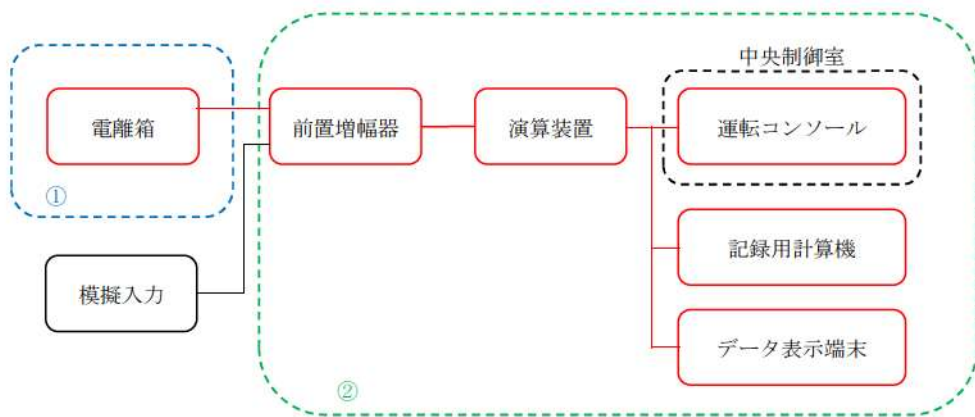 中央制御室
電離箱
前置増幅器
演算装置
運転コンソール
①
記録用計算機
模擬入力
データ表示端末
②